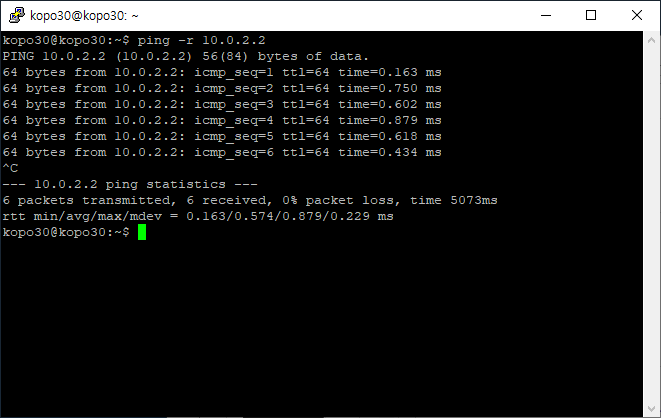 kopo30@kopo30: ~
kopo30@kopo30:~$ ping -r 10.0.2.2
PING 10.0.2.2 (10.0.2.2) 56(84) bytes of data.
64 bytes from 10.0.2.2: icmp_seq=1 ttl=64 time=0.163 ms
64 bytes from 10.0.2.2: icmp_seq=2 ttl=64 time=0.750 ms
64 bytes from 10.0.2.2: icmp_seq=3 ttl=64 time=0.602 ms
64 bytes from 10.0.2.2: icmp_seq=4 ttl=64 time=0.879 ms
64 bytes from 10.0.2.2: icmp_seq=5 ttl=64 time=0.618 ms
64 bytes from 10.0.2.2: icmp_seq=6 ttl=64 time=0.434 ms
^C
--- 10.0.2.2 ping statistics ---
6 packets transmitted, 6 received, 0% packet loss, time 5073ms
rtt min/avg/max/mdev = 0.163/0.574/0.879/0.229 ms
kopo30@kopo30:~$